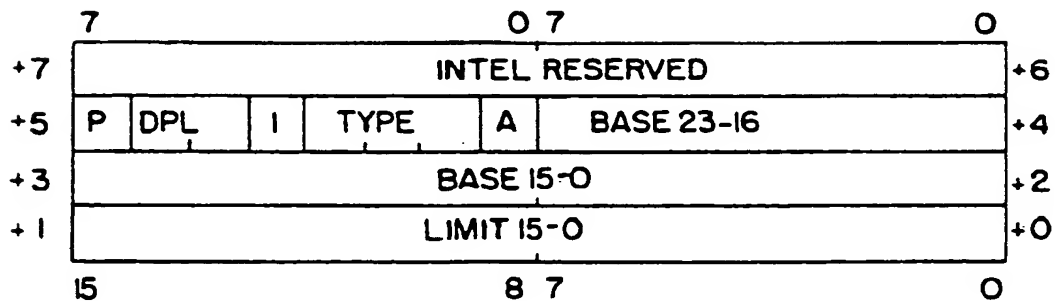 7 0 7 0
+7 INTEL RESERVED +6
+5 P DPL 1 TYPE A BASE 23-16 +4
+3 BASE 15-0 +2
+1 LIMIT 15-0 +0
15 8 7 0